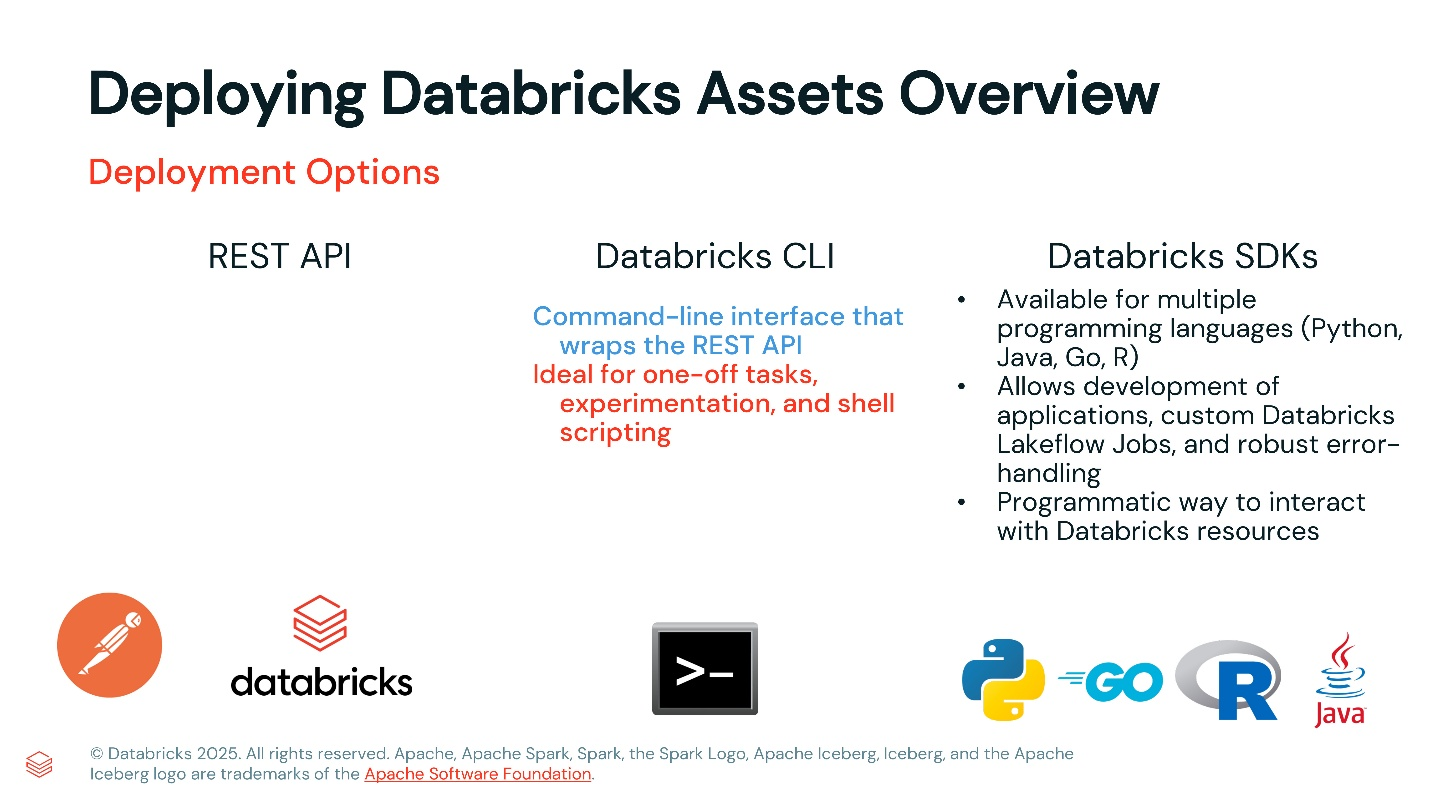 Deploying Databricks Assets Overview
Deployment Options
REST API
Databricks CLI
Command-line interface that
wraps the REST API
Ideal for one-off tasks,
experimentation, and shell
scripting
Databricks SDKs
• Available for multiple
programming languages (Python,
Java, Go, R)
• Allows development of
applications, custom Databricks
Lakeflow Jobs, and robust error-
handling
• Programmatic way to interact
with Databricks resources
databricks
>_
GO
R
Java
© Databricks 2025. All rights reserved. Apache, Apache Spark, Spark, the Spark Logo, Apache Iceberg, Iceberg, and the Apache
Iceberg logo are trademarks of the Apache Software Foundation.